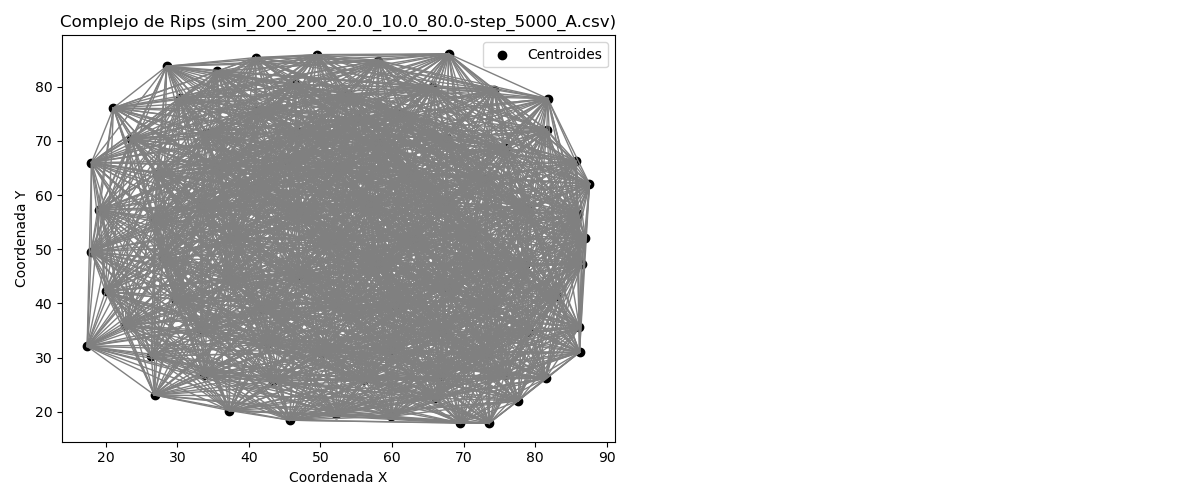 Complejo de Rips (sim_200_200_20.0_10.0_80.0-step_5000_A.csv)
Centroides
80
70
60
50
40
30
20
Coordenada Y
20 30 40 50 60 70 80 90
Coordenada X